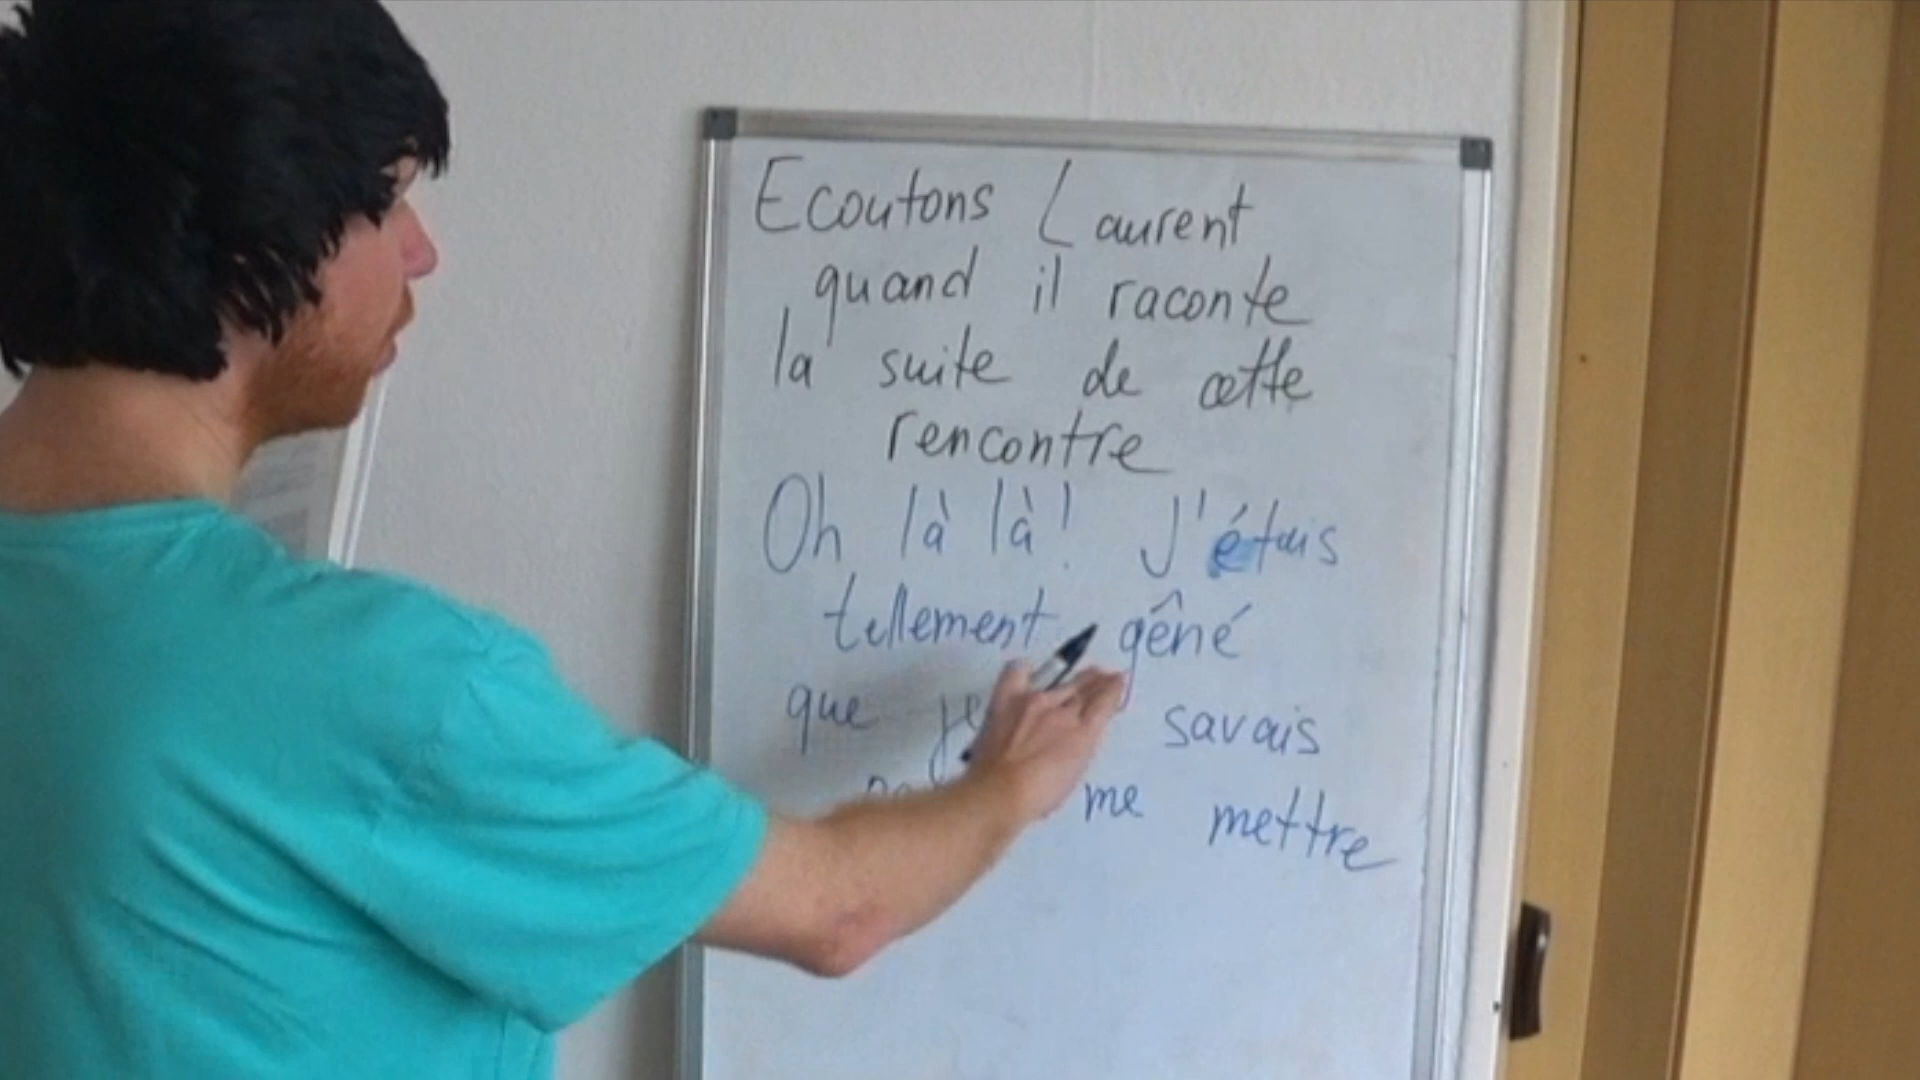 Ecoutons Laurent
quand il raconte
la suite de cette
rencontre
Oh là là! J'étais
tellement gêné
que je savais
me mettre